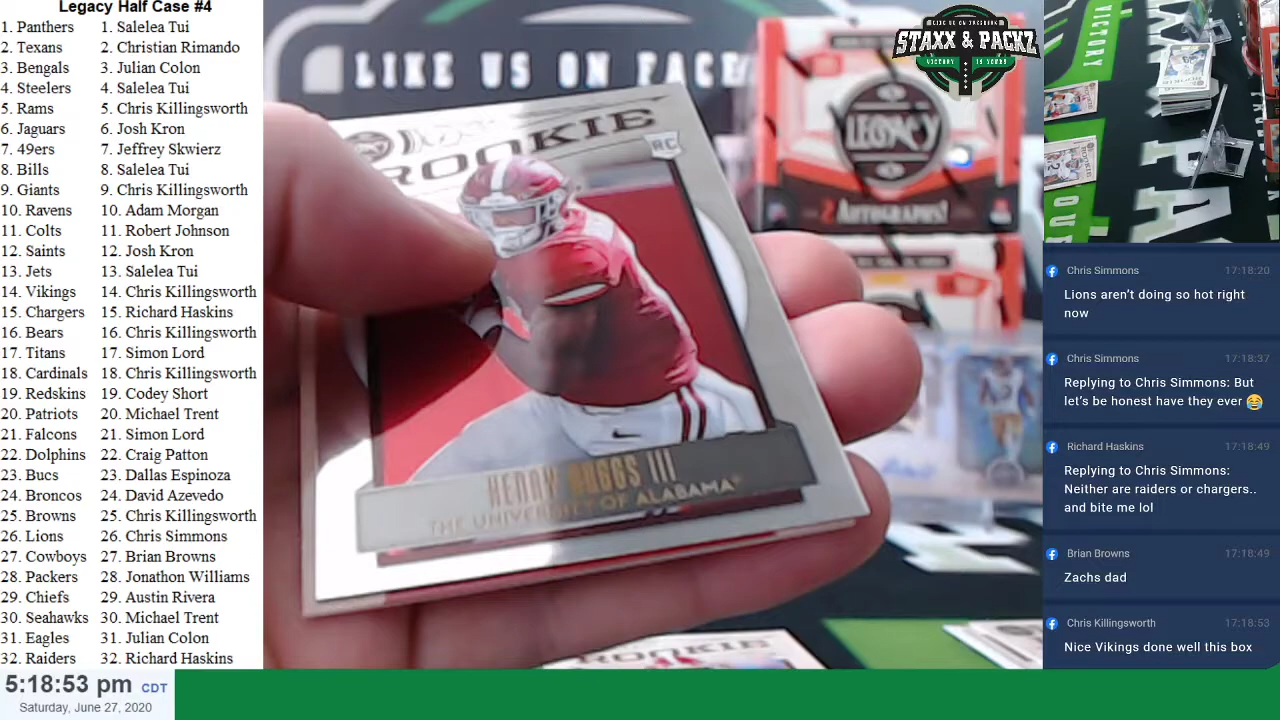 Legacy Half Case #4
1. Panthers 1. Salelea Tui
2. Texans 2. Christian Rimando
3. Bengals 3. Julian Colon
4. Steelers 4. Salelea Tui
5. Rams 5. Chris Killingsworth
6. Jaguars 6. Josh Kron
7. 49ers 7. Jeffrey Skwierz
8. Bills 8. Salelea Tui
9. Giants 9. Chris Killingsworth
10. Ravens 10. Adam Morgan
11. Colts 11. Robert Johnson
12. Saints 12. Josh Kron
13. Jets 13. Salelea Tui
14. Vikings 14. Chris Killingsworth
15. Chargers 15. Richard Haskins
16. Bears 16. Chris Killingsworth
17. Titans 17. Simon Lord
18. Cardinals 18. Chris Killingsworth
19. Redskins 19. Codey Short
20. Patriots 20. Michael Trent
21. Falcons 21. Simon Lord
22. Dolphins 22. Craig Patton
23. Bucs 23. Dallas Espinoza
24. Broncos 24. David Azevedo
25. Browns 25. Chris Killingsworth
26. Lions 26. Chris Simmons
27. Cowboys 27. Brian Browns
28. Packers 28. Jonathon Williams
29. Chiefs 29. Austin Rivera
30. Seahawks 30. Michael Trent
31. Eagles 31. Julian Colon
32. Raiders 32. Richard Haskins
5:18:53 pm CDT
Saturday, June 27, 2020
LIKE US ON FACE
LIKE US ON FACEBOOK
STAXX & PACKZ
VICTORY IS YOURS
LEGACY
2 AUTOGRAPHS!
ROOKIE
RC
HENRY RUGGS III
THE UNIVERSITY OF ALABAMA
ROOKIE
VICTORY
OUR
Chris Simmons 17:18:20
Lions aren't doing so hot right
now
Chris Simmons 17:18:37
Replying to Chris Simmons: But
let's be honest have they ever 😂
Richard Haskins 17:18:49
Replying to Chris Simmons:
Neither are raiders or chargers..
and bite me lol
Brian Browns 17:18:49
Zachs dad
Chris Killingsworth 17:18:53
Nice Vikings done well this box